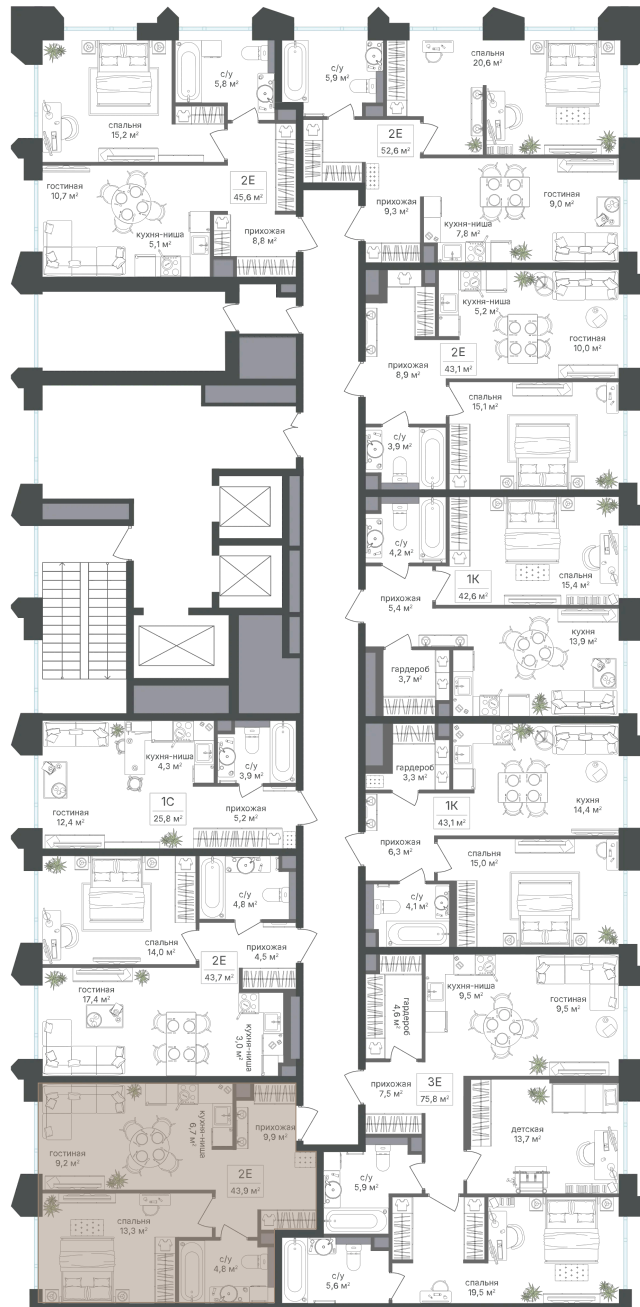 с/у
5,8 м²
спальня
15,2 м²
2Е
45,6 м²
гостиная
10,7 м²
кухня-ниша
5,1 м²
прихожая
8,8 м²
с/у
5,9 м²
спальня
20,6 м²
2Е
52,6 м²
прихожая
9,3 м²
гостиная
9,0 м²
кухня-ниша
7,8 м²
кухня-ниша
5,2 м²
гостиная
10,0 м²
2Е
43,1 м²
прихожая
8,9 м²
спальня
15,1 м²
с/у
3,9 м²
с/у
4,2 м²
спальня
15,4 м²
1К
42,6 м²
прихожая
5,4 м²
кухня
13,9 м²
гардероб
3,7 м²
кухня-ниша
4,3 м²
с/у
3,9 м²
1С
25,8 м²
гостиная
12,4 м²
прихожая
5,2 м²
гардероб
3,3 м²
1К
43,1 м²
кухня
14,4 м²
прихожая
6,3 м²
спальня
15,0 м²
с/у
4,1 м²
с/у
4,8 м²
спальня
14,0 м²
прихожая
4,5 м²
2Е
43,7 м²
гостиная
17,4 м²
кухня-ниша
3,0 м²
гардероб
4,6 м²
кухня-ниша
9,5 м²
гостиная
9,5 м²
прихожая
7,5 м²
3Е
75,8 м²
детская
13,7 м²
с/у
5,9 м²
с/у
5,6 м²
спальня
19,5 м²
кухня-ниша
6,7 м²
прихожая
9,9 м²
гостиная
9,2 м²
2Е
43,9 м²
спальня
13,3 м²
с/у
4,8 м²